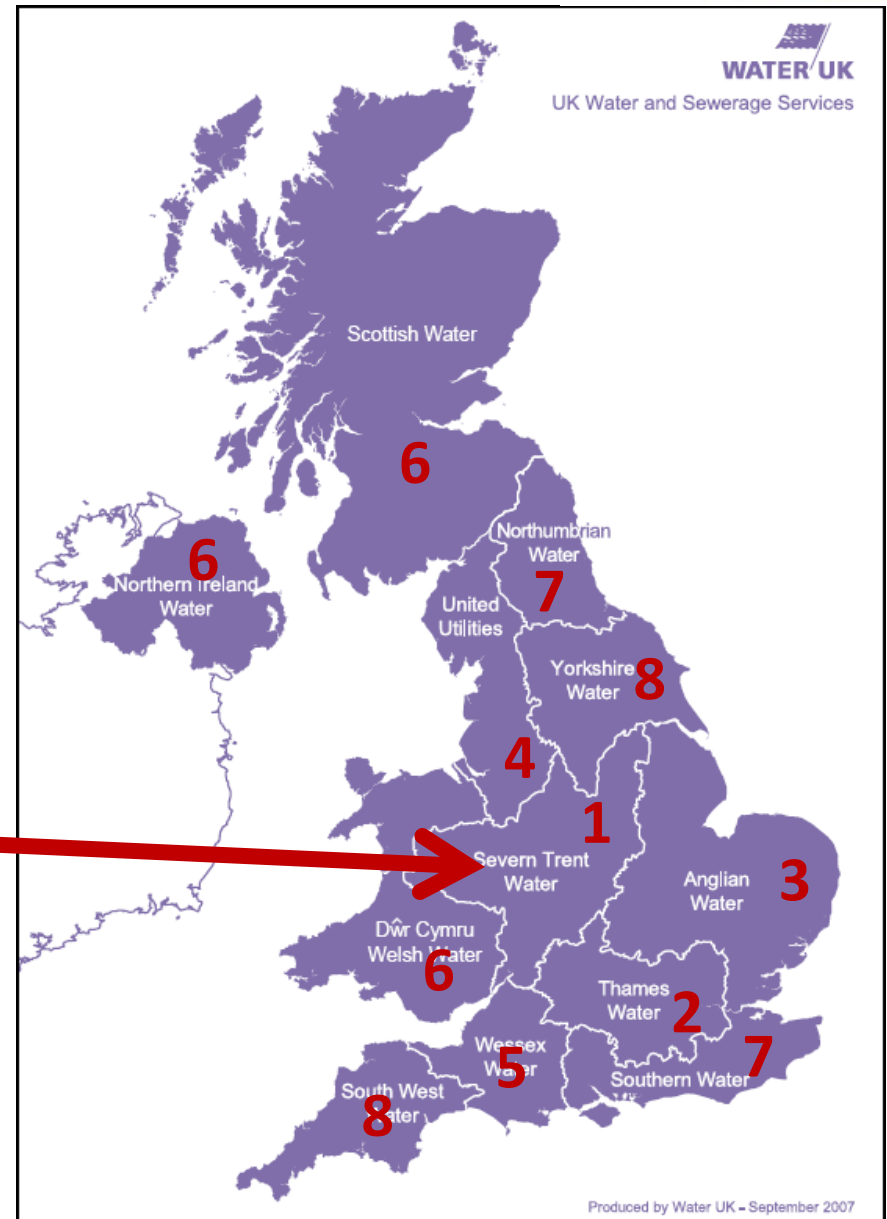 WATER UK
UK Water and Sewerage Services
Scottish Water
6
6
Northern Ireland
Water
Northumbrian
Water
7
United
Utilities
Yorkshire
Water
8
4
1
Severn Trent
Water
Anglian
Water
3
Dŵr Cymru
Welsh Water
6
Thames
Water
2
Wessex
Water
5
Southern Water
7
South West
Water
8
Produced by Water UK – September 2007